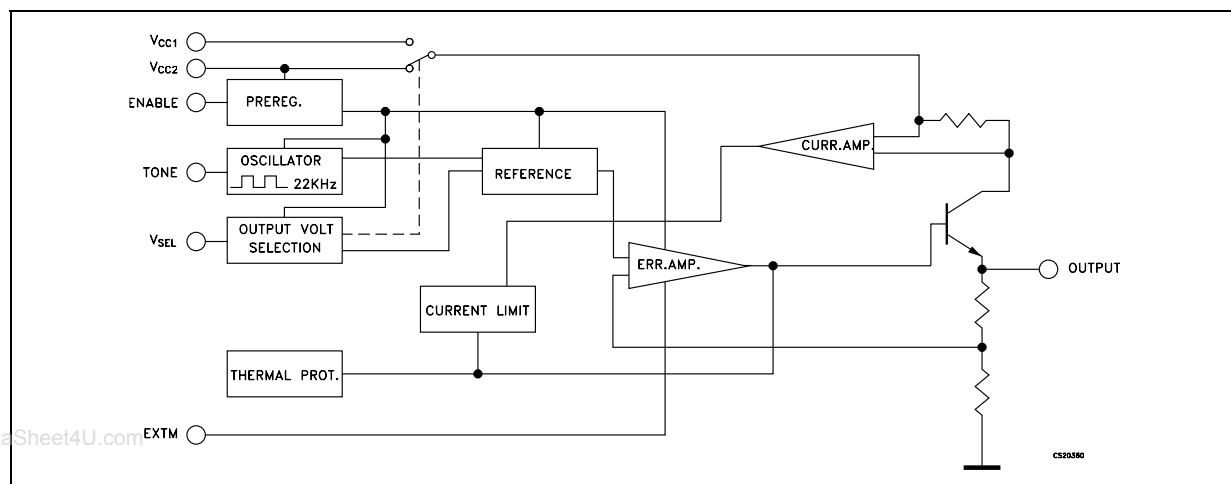 VCC1
VCC2
ENABLE
PREREG.
TONE
OSCILLATOR
22KHz
REFERENCE
CURR.AMP.
VSEL
OUTPUT VOLT
SELECTION
ERR.AMP.
OUTPUT
CURRENT LIMIT
THERMAL PROT.
EXTM
aSheet4U.com
CS20380